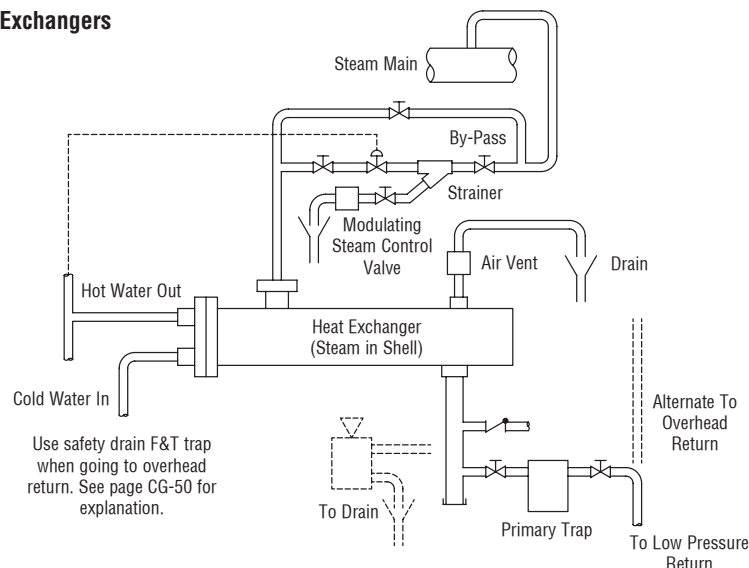 Exchangers
Steam Main
By-Pass
Strainer
Modulating
Steam Control
Valve
Air Vent
Drain
Hot Water Out
Heat Exchanger
(Steam in Shell)
Cold Water In
Alternate To
Overhead
Return
Use safety drain F&T trap
when going to overhead
return. See page CG-50 for
explanation.
To Drain
Primary Trap
To Low Pressure
Return